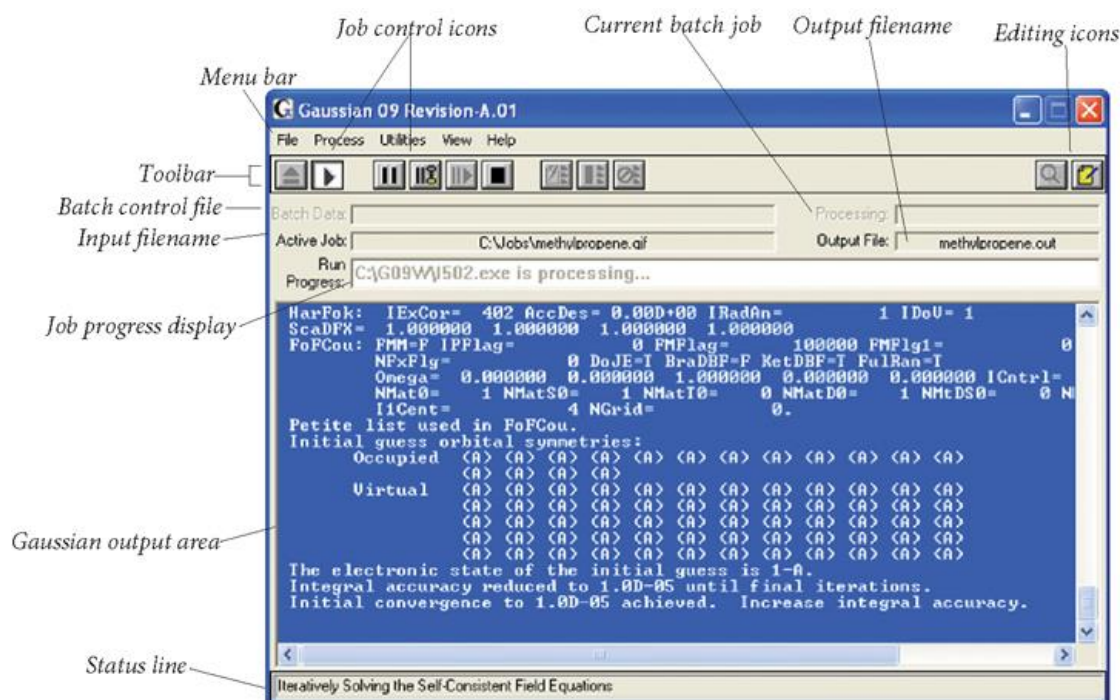 Job control icons
Current batch job
Output filename
Editing icons
Menu bar
Gaussian 09 Revision-A.01
File Process Utilities View Help
Toolbar
Batch control file
Batch Data:
Processing:
Input filename
Active Job: C:\Jobs\methylpropene.gjf
Output File: methylpropene.out
Run Progress: C:\G09W\l502.exe is processing...
Job progress display
HarFok: IExCor= 402 AccDes= 0.00D+00 IRadAn= 1 IDoV= 1
ScaDFX= 1.000000 1.000000 1.000000 1.000000
FoFCou: FMM=F IPFlag= 0 FMFlag= 100000 FMFlg1= 0
NFxFlg= 0 DoJE=T BraDBF=F KetDBF=T FulRan=T
Omega= 0.000000 0.000000 1.000000 0.000000 0.000000 ICntrl=
NMat0= 1 NMatS0= 1 NMatT0= 0 NMatD0= 1 NMtDS0= 0 N
I1Cent= 4 NGrid= 0.
Petite list used in FoFCou.
Initial guess orbital symmetries:
Occupied (A) (A) (A) (A) (A) (A) (A) (A) (A) (A) (A) (A)
(A) (A) (A) (A)
Virtual (A) (A) (A) (A) (A) (A) (A) (A) (A) (A) (A) (A)
(A) (A) (A) (A) (A) (A) (A) (A) (A) (A) (A) (A)
(A) (A) (A) (A) (A) (A) (A) (A) (A) (A) (A) (A)
(A) (A) (A) (A) (A) (A) (A) (A) (A) (A) (A) (A)
(A) (A) (A) (A) (A) (A) (A) (A) (A) (A) (A) (A)
Gaussian output area
The electronic state of the initial guess is 1-A.
Integral accuracy reduced to 1.0D-05 until final iterations.
Initial convergence to 1.0D-05 achieved. Increase integral accuracy.
Status line
Iteratively Solving the Self-Consistent Field Equations